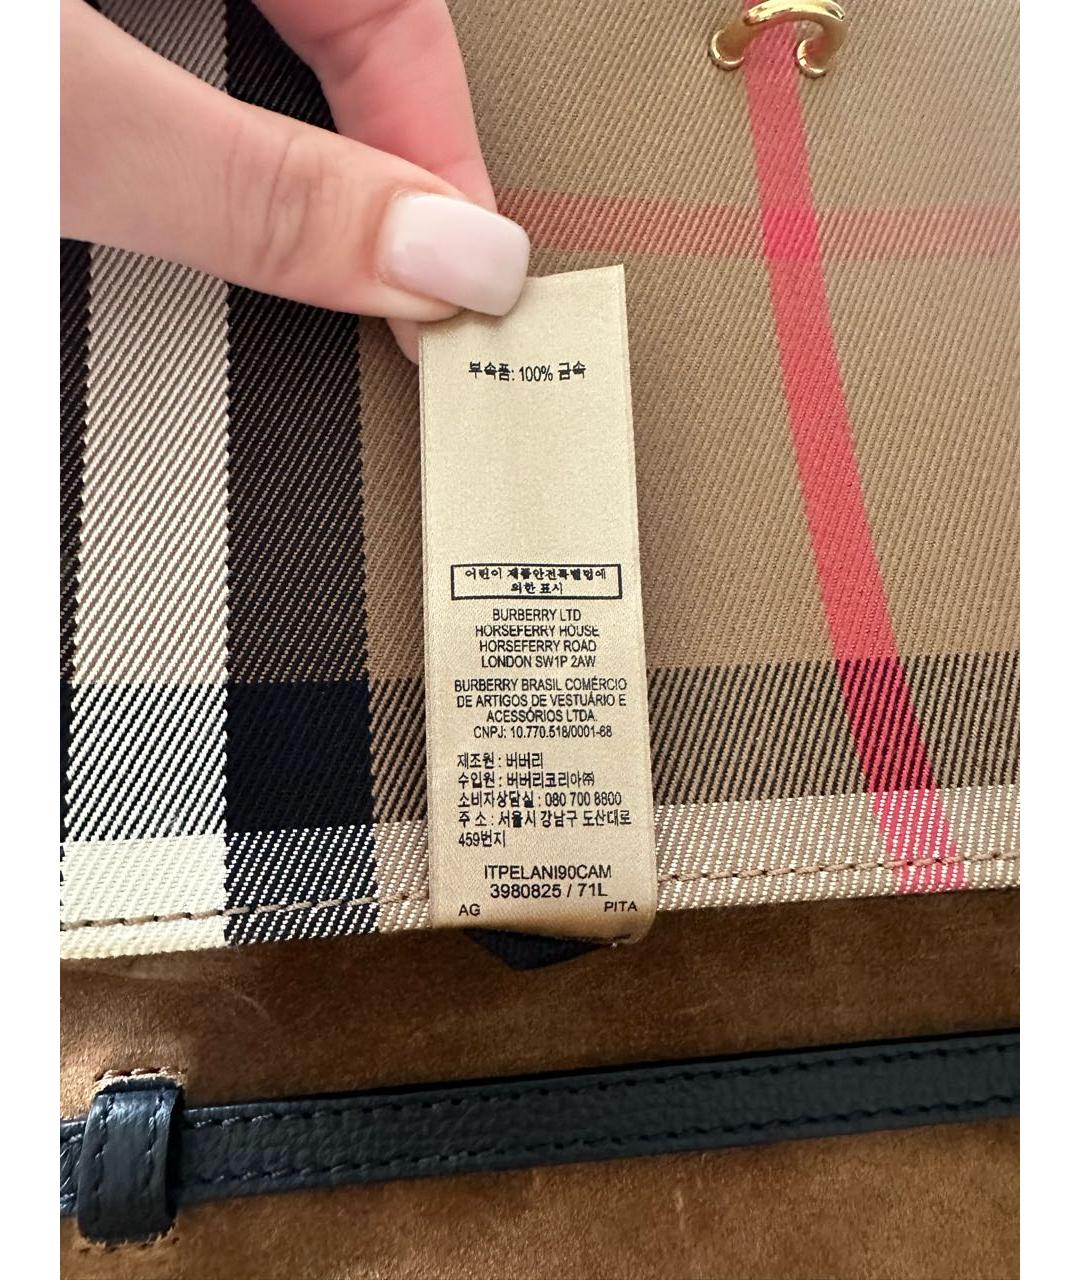 부속품: 100% 금속
어린이 제품안전특별법에
의한 표시
BURBERRY LTD
HORSEFERRY HOUSE
HORSEFERRY ROAD
LONDON SW1P 2AW
BURBERRY BRASIL COMÉRCIO
DE ARTIGOS DE VESTUÁRIO E
ACESSÓRIOS LTDA.
CNPJ: 10.770.518/0001-68
제조원 : 버버리
수입원 : 버버리코리아㈜
소비자상담실 : 080 700 8800
주 소 : 서울시 강남구 도산대로
459번지
ITPELANI90CAM
3980825 / 71L
AG PITA